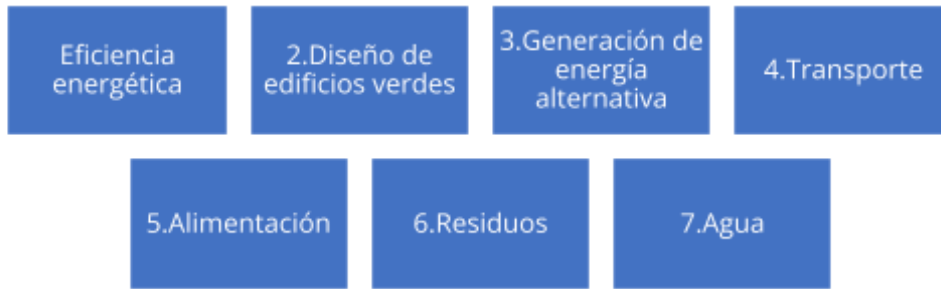 Eficiencia
energética
2.Diseño de
edificios verdes
3.Generación de
energía
alternativa
4.Transporte
5.Alimentación
6.Residuos
7.Agua